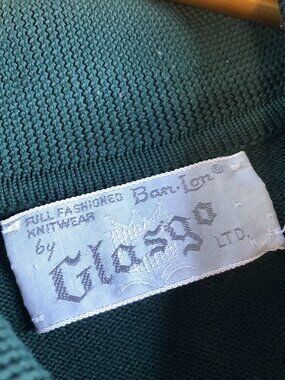 FULL FASHIONED Ban-Lon®
KNITWEAR
by
Glasgo LTD.